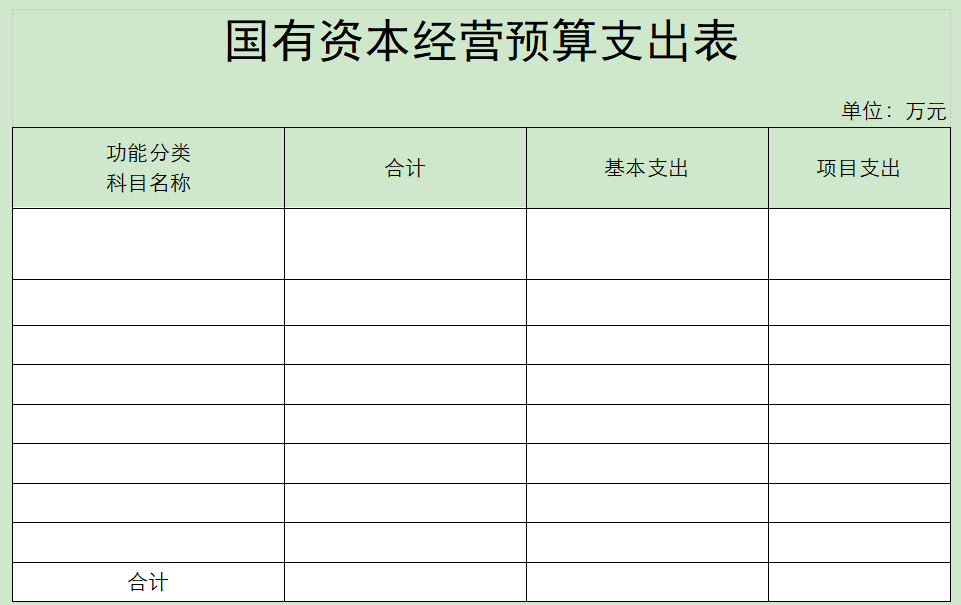 国有资本经营预算支出表
单位：万元
功能分类
科目名称
合计
基本支出
项目支出
合计